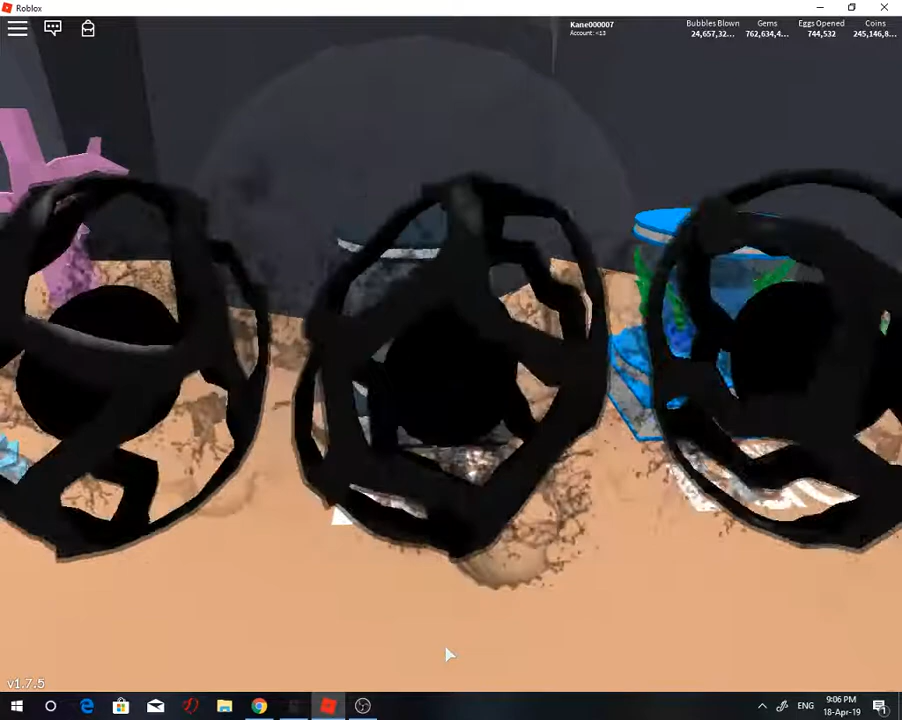 Roblox
Kane000007
Account: <13
Bubbles Blown
24,657,32...
Gems
762,634,4...
Eggs Opened
744,532
Coins
245,146,8...
v1.7.5
ENG
9:06 PM
18-Apr-19